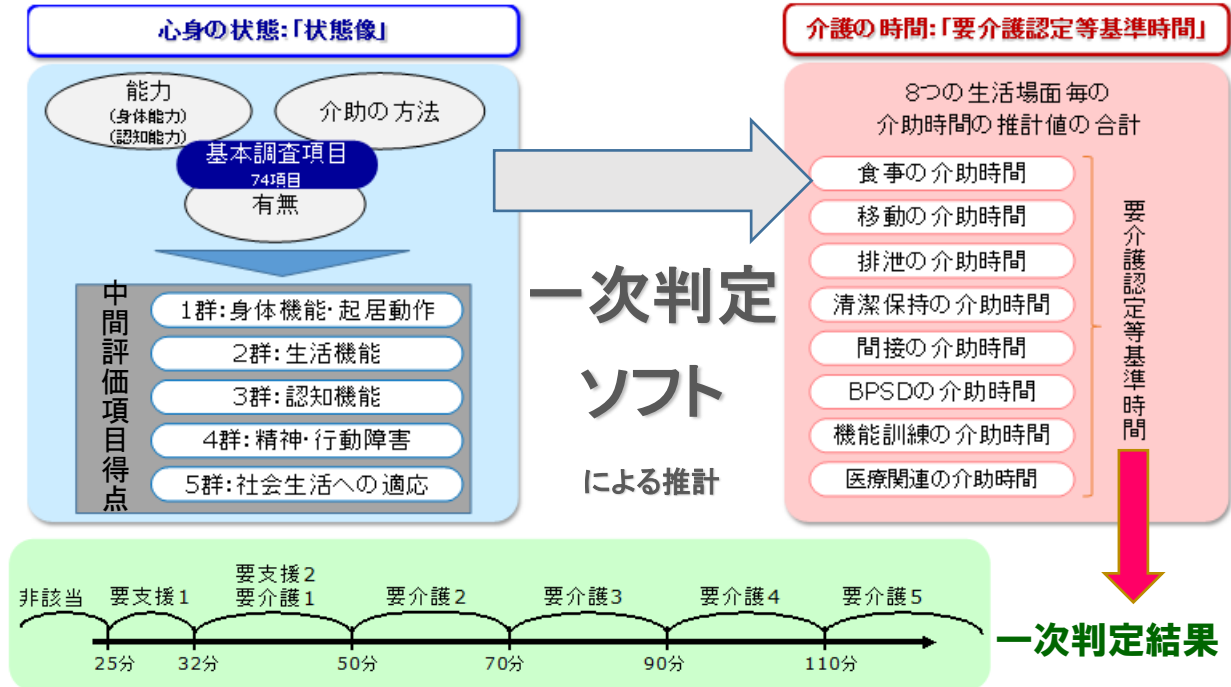 心身の状態:「状態像」
能力
(身体能力)
(認知能力)
介助の方法
基本調査項目
74項目
有無
中間評価項目得点
1群:身体機能・起居動作
2群:生活機能
3群:認知機能
4群:精神・行動障害
5群:社会生活への適応
一次判定
ソフト
による推計
介護の時間:「要介護認定等基準時間」
8つの生活場面毎の
介助時間の推計値の合計
食事の介助時間
移動の介助時間
排泄の介助時間
清潔保持の介助時間
間接の介助時間
BPSDの介助時間
機能訓練の介助時間
医療関連の介助時間
要介護認定等基準時間
非該当
要支援1
要支援2
要介護1
要介護2
要介護3
要介護4
要介護5
25分
32分
50分
70分
90分
110分
一次判定結果